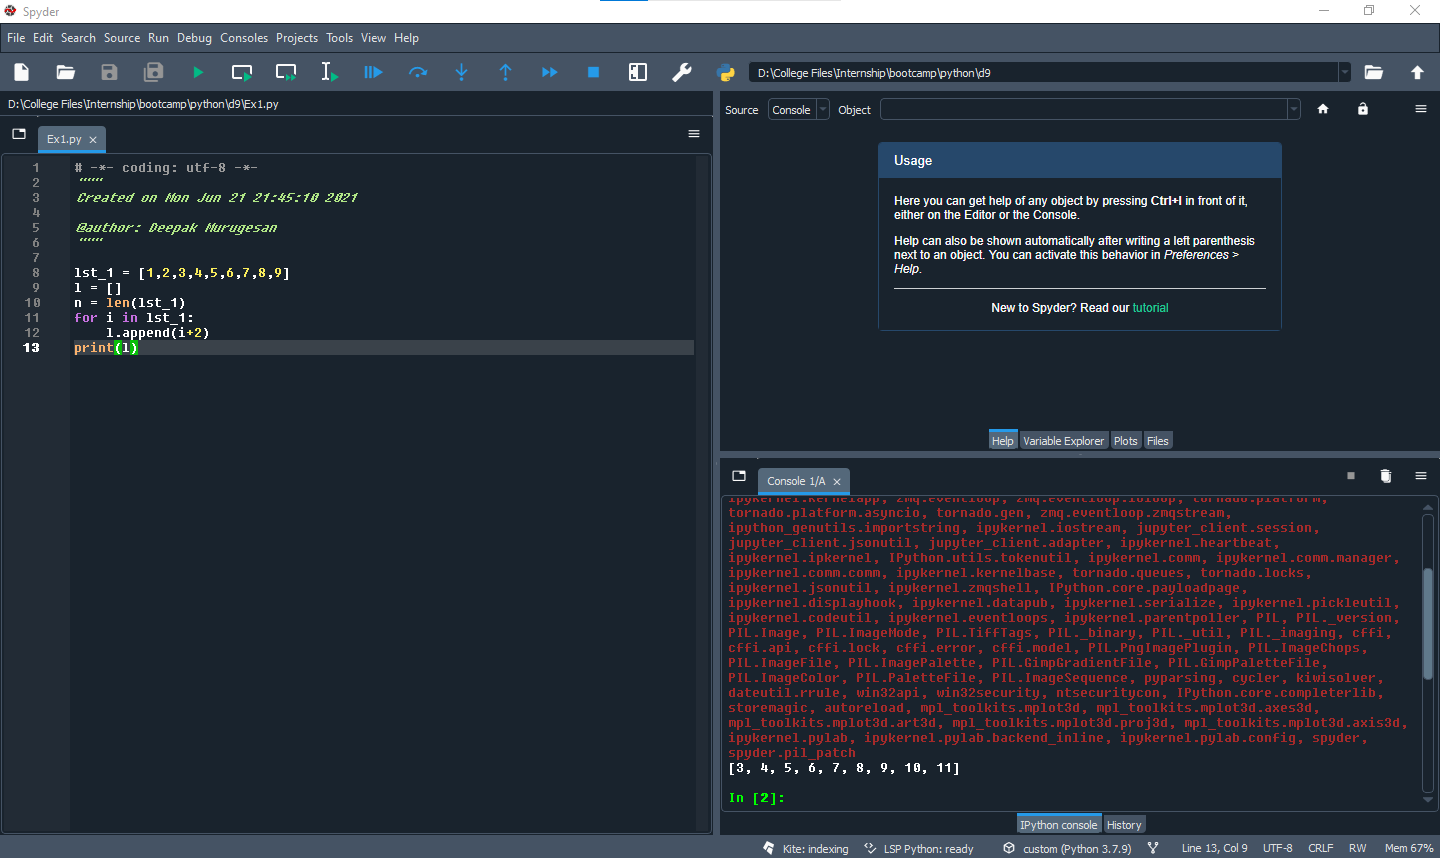 Spyder
File Edit Search Source Run Debug Consoles Projects Tools View Help
D:\College Files\Internship\bootcamp\python\d9
D:\College Files\Internship\bootcamp\python\d9\Ex1.py
Ex1.py
1 # -*- coding: utf-8 -*-
2 """
3 Created on Mon Jun 21 21:45:10 2021
4
5 @author: Deepak Murugesan
6 """
7
8 lst_1 = [1,2,3,4,5,6,7,8,9]
9 l = []
10 n = len(lst_1)
11 for i in lst_1:
12     l.append(i+2)
13 print(l)
Source Console Object
Usage
Here you can get help of any object by pressing Ctrl+I in front of it,
either on the Editor or the Console.
Help can also be shown automatically after writing a left parenthesis
next to an object. You can activate this behavior in Preferences >
Help.
New to Spyder? Read our tutorial
Help Variable Explorer Plots Files
Console 1/A
ipykernel.kernelapp, zmq.eventloop, zmq.eventloop.ioloop, tornado.platform,
tornado.platform.asyncio, tornado.gen, zmq.eventloop.zmqstream,
ipython_genutils.importstring, ipykernel.iostream, jupyter_client.session,
jupyter_client.jsonutil, jupyter_client.adapter, ipykernel.heartbeat,
ipykernel.ipkernel, IPython.utils.tokenutil, ipykernel.comm, ipykernel.comm.manager,
ipykernel.comm.comm, ipykernel.kernelbase, tornado.queues, tornado.locks,
ipykernel.jsonutil, ipykernel.zmqshell, IPython.core.payloadpage,
ipykernel.displayhook, ipykernel.datapub, ipykernel.serialize, ipykernel.pickleutil,
ipykernel.codeutil, ipykernel.eventloops, ipykernel.parentpoller, PIL, PIL._version,
PIL.Image, PIL.ImageMode, PIL.TiffTags, PIL._binary, PIL._util, PIL._imaging, cffi,
cffi.api, cffi.lock, cffi.error, cffi.model, PIL.PngImagePlugin, PIL.ImageChops,
PIL.ImageFile, PIL.ImagePalette, PIL.GimpGradientFile, PIL.GimpPaletteFile,
PIL.ImageColor, PIL.PaletteFile, PIL.ImageSequence, pyparsing, cycler, kiwisolver,
dateutil.rrule, win32api, win32security, ntsecuritycon, IPython.core.completerlib,
storemagic, autoreload, mpl_toolkits.mplot3d, mpl_toolkits.mplot3d.axes3d,
mpl_toolkits.mplot3d.art3d, mpl_toolkits.mplot3d.proj3d, mpl_toolkits.mplot3d.axis3d,
ipykernel.pylab, ipykernel.pylab.backend_inline, ipykernel.pylab.config, spyder,
spyder.pil_patch
[3, 4, 5, 6, 7, 8, 9, 10, 11]
In [2]:
IPython console History
Kite: indexing LSP Python: ready custom (Python 3.7.9) Line 13, Col 9 UTF-8 CRLF RW Mem 67%